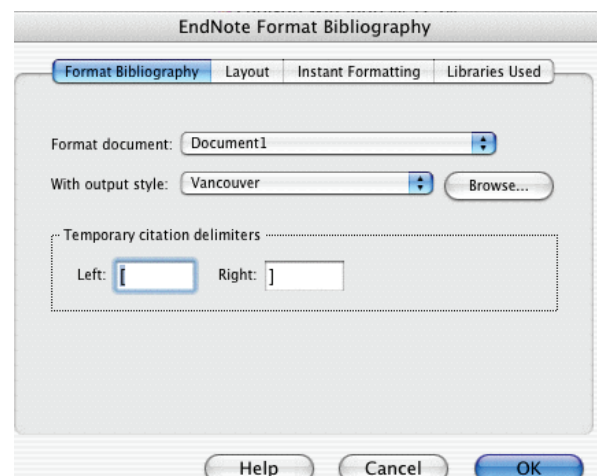 EndNote Format Bibliography
Format Bibliography Layout Instant Formatting Libraries Used
Format document: Document1
With output style: Vancouver Browse...
Temporary citation delimiters
Left: [ Right: ]
Help Cancel OK